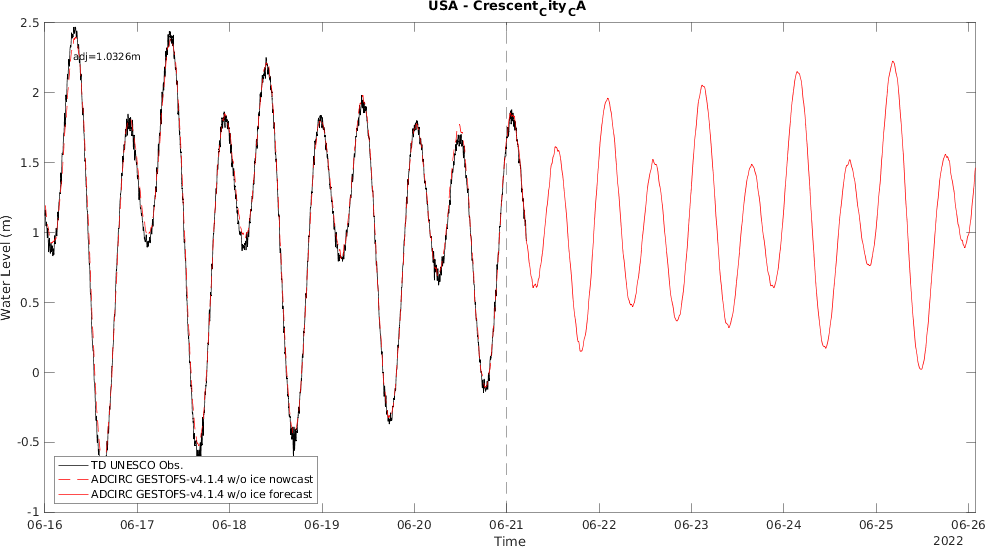 USA - Crescent_City_CA
2.5
adj=1.0326m
2
1.5
1
0.5
0
-0.5
-1
Water Level (m)
TD UNESCO Obs.
ADCIRC GESTOFS-v4.1.4 w/o ice nowcast
ADCIRC GESTOFS-v4.1.4 w/o ice forecast
06-16 06-17 06-18 06-19 06-20 06-21 06-22 06-23 06-24 06-25 06-26
Time
2022